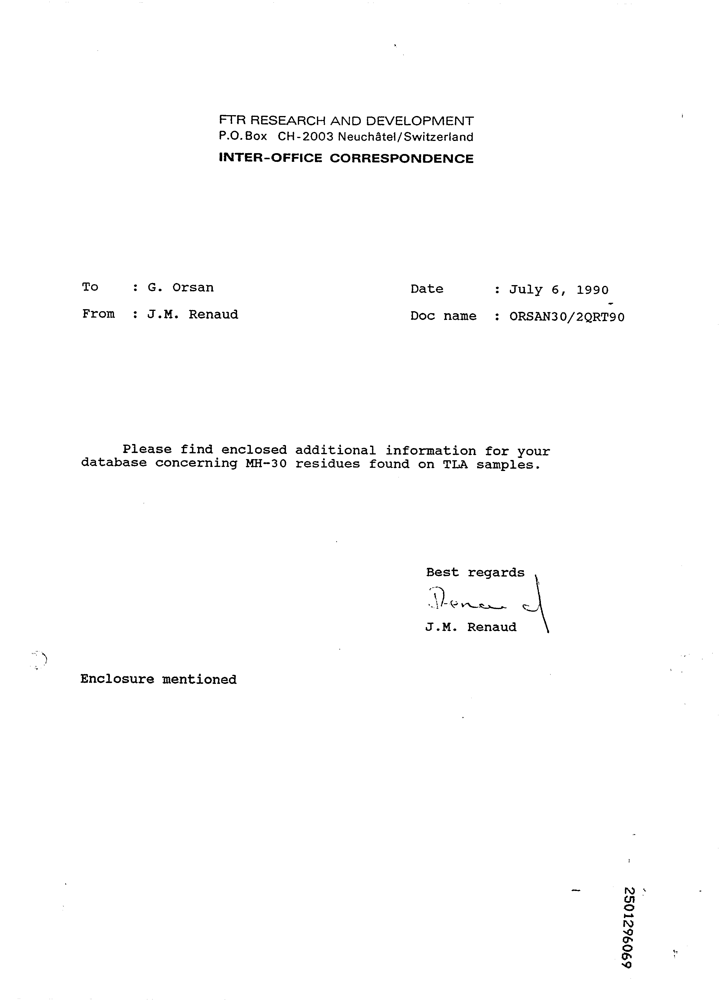 FTR RESEARCH AND DEVELOPMENT
P.O. Box CH-2003 Neuchâtel/Switzerland
INTER-OFFICE CORRESPONDENCE
To : G. Orsan
Date : July 6, 1990
From : J.M. Renaud
Doc name : ORSAN30/2QRT90
Please find enclosed additional information for your
database concerning MH-30 residues found on TLA samples.
Best regards
Renaud
J.M. Renaud
Enclosure mentioned
2501296069